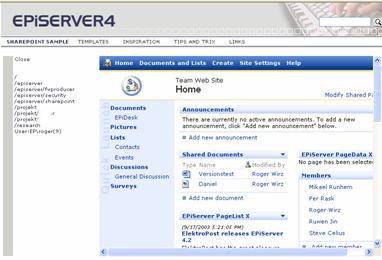 EPiSERVER4
SHAREPOINT SAMPLE TEMPLATES INSPIRATION TIPS AND TRIX LINKS
Close
/
/episerver
/episerver/fvproducer
/episerver/security
/episerver/sharepoint
/projekt
/projekt/
/projekt/
/research
User:EP\roger(9)
Home Documents and Lists Create Site Settings Help
Team Web Site
Home
Modify Shared Pa
Quick Launch
Documents
EPiDesk
Pictures
Lists
Contacts
Events
Discussions
General Discussion
Surveys
Announcements
There are currently no active announcements. To add a new
announcement, click "Add new announcement" below.
Add new announcement
Shared Documents
Type Name Modified By
Versionstest Roger Wirz
Daniel Roger Wirz
Add new document
EPiServer PageList X
(9/17/2003 5:21:05 PM)
ElektroPost releases EPiServer
4.2
EPiServer PageData X
No page has been selected
Members
Mikael Runhem
Per Rask
Roger Wirz
Ruwen Jin
Steve Celius
Add new member